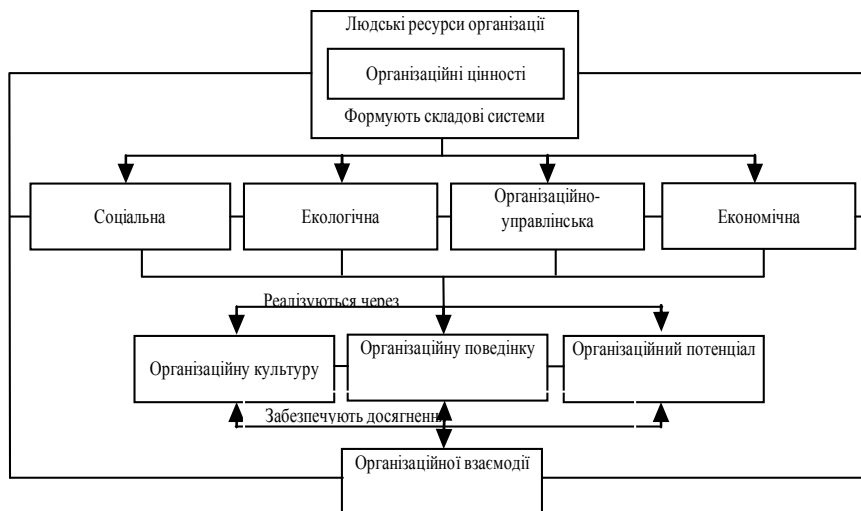 Людські ресурси організації
Організаційні цінності
Формують складові системи
Соціальна
Екологічна
Організаційно-
управлінська
Економічна
Реалізуються через
Організаційну культуру
Організаційну поведінку
Організаційний потенціал
Забезпечують досягнення
Організаційної взаємодії